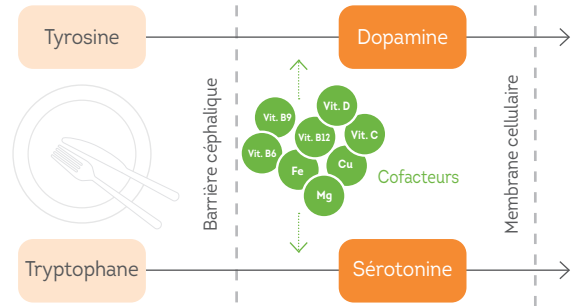 Tyrosine
Dopamine
Barrière céphalique
Vit. B9
Vit. D
Vit. B12
Vit. C
Vit. B6
Fe
Cu
Mg
Cofacteurs
Membrane cellulaire
Tryptophane
Sérotonine